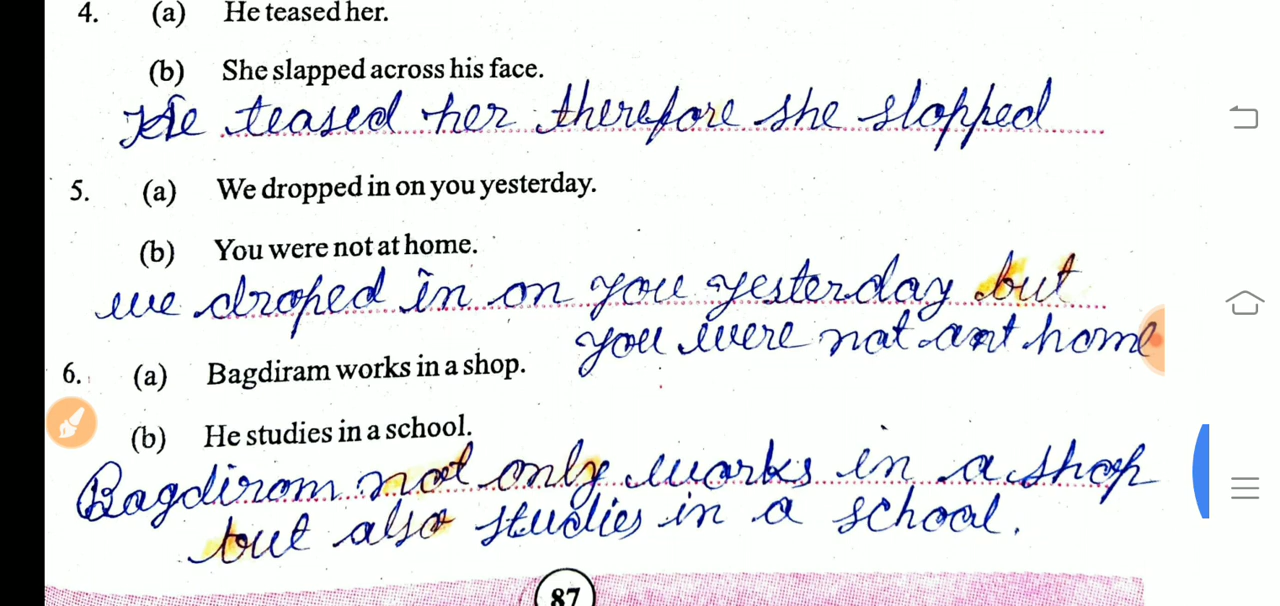 4. (a) He teased her.
(b) She slapped across his face.
He teased her therefore she slapped
5. (a) We dropped in on you yesterday.
(b) You were not at home.
we droped in on you yesterday but
you were not at home
6. (a) Bagdiram works in a shop.
(b) He studies in a school.
Bagdiram not only works in a shop
but also studies in a school.
87